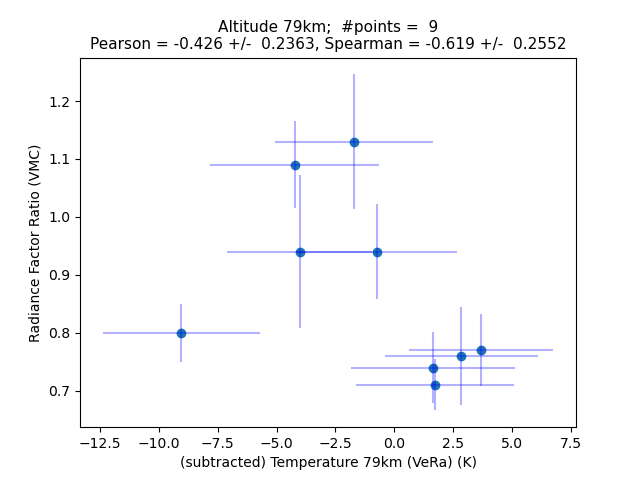 Altitude 79km;  #points =  9
Pearson = -0.426 +/-  0.2363, Spearman = -0.619 +/-  0.2552
1.2
1.1
1.0
0.9
0.8
0.7
Radiance Factor Ratio (VMC)
−12.5 −10.0 −7.5 −5.0 −2.5 0.0 2.5 5.0 7.5
(subtracted) Temperature 79km (VeRa) (K)